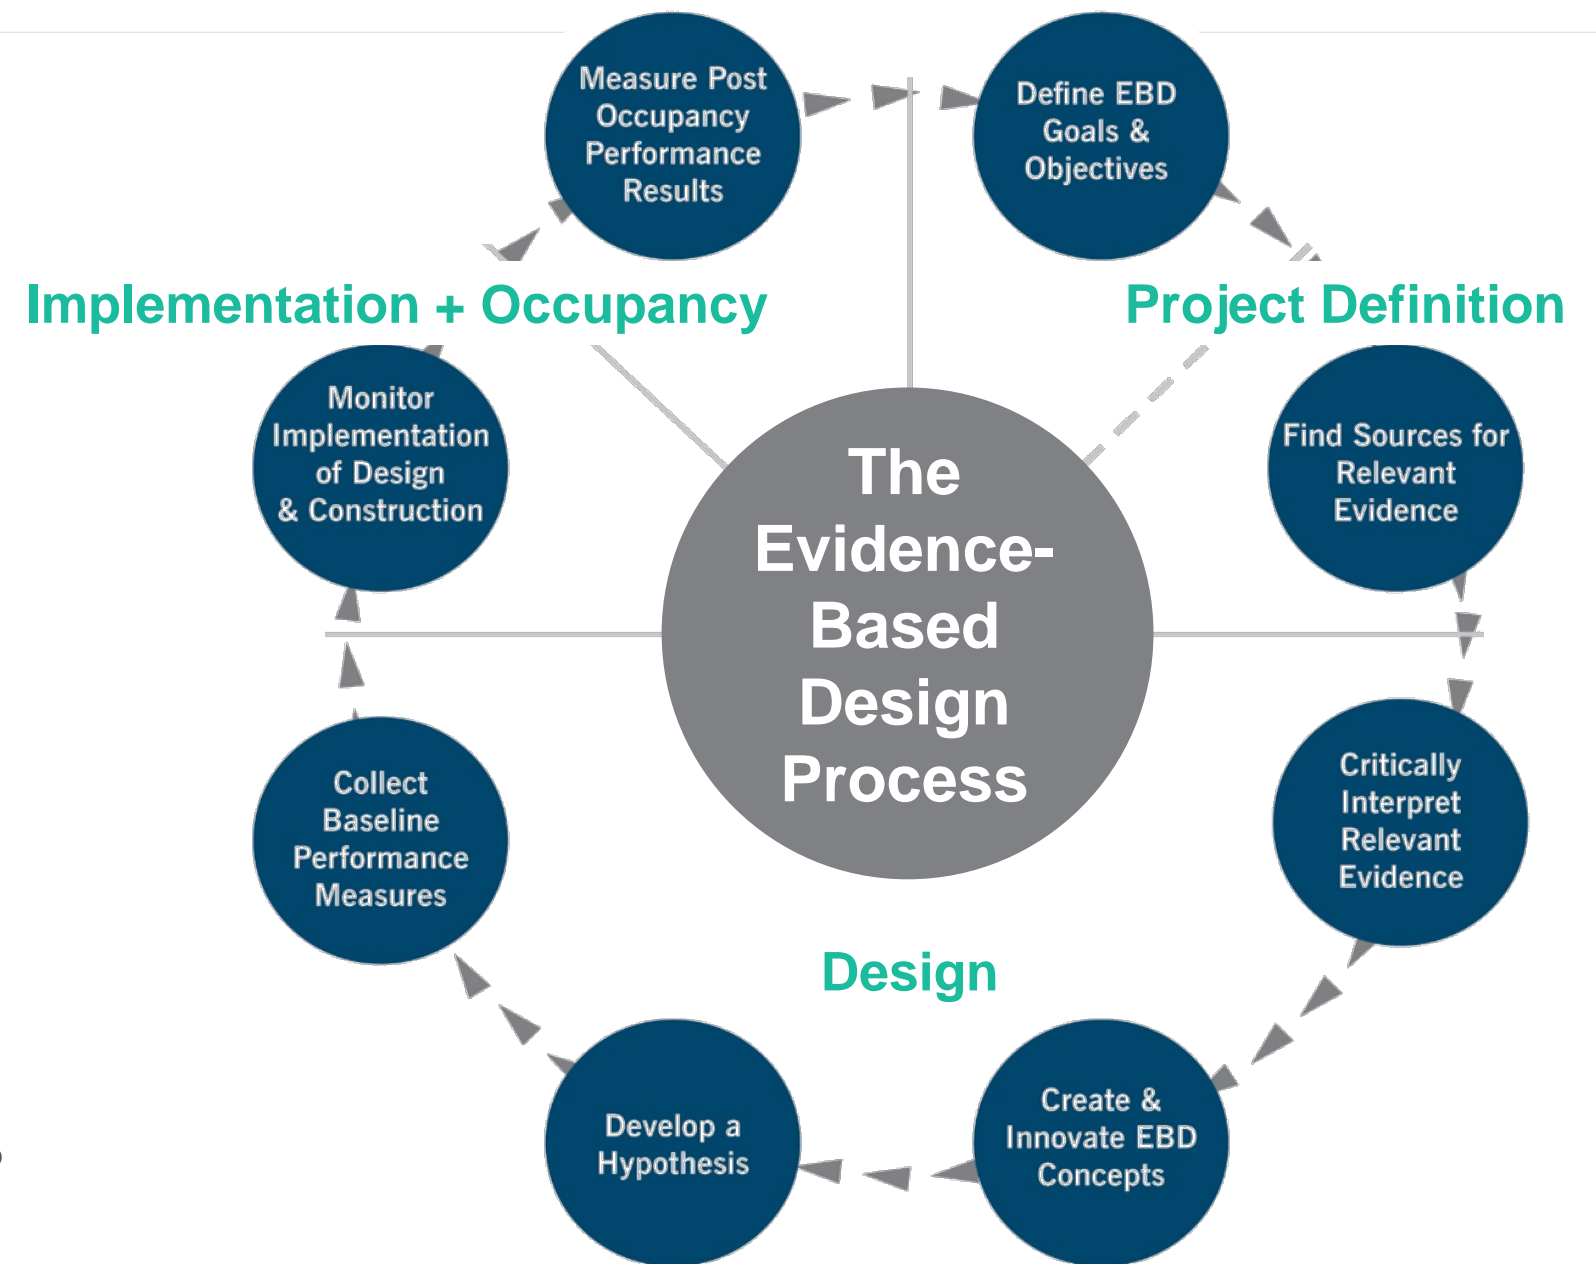 Measure Post
Occupancy
Performance
Results
Define EBD
Goals &
Objectives
Implementation + Occupancy
Project Definition
Monitor
Implementation
of Design
& Construction
Find Sources for
Relevant
Evidence
The
Evidence-
Based
Design
Process
Collect
Baseline
Performance
Measures
Critically
Interpret
Relevant
Evidence
Design
Develop a
Hypothesis
Create &
Innovate EBD
Concepts